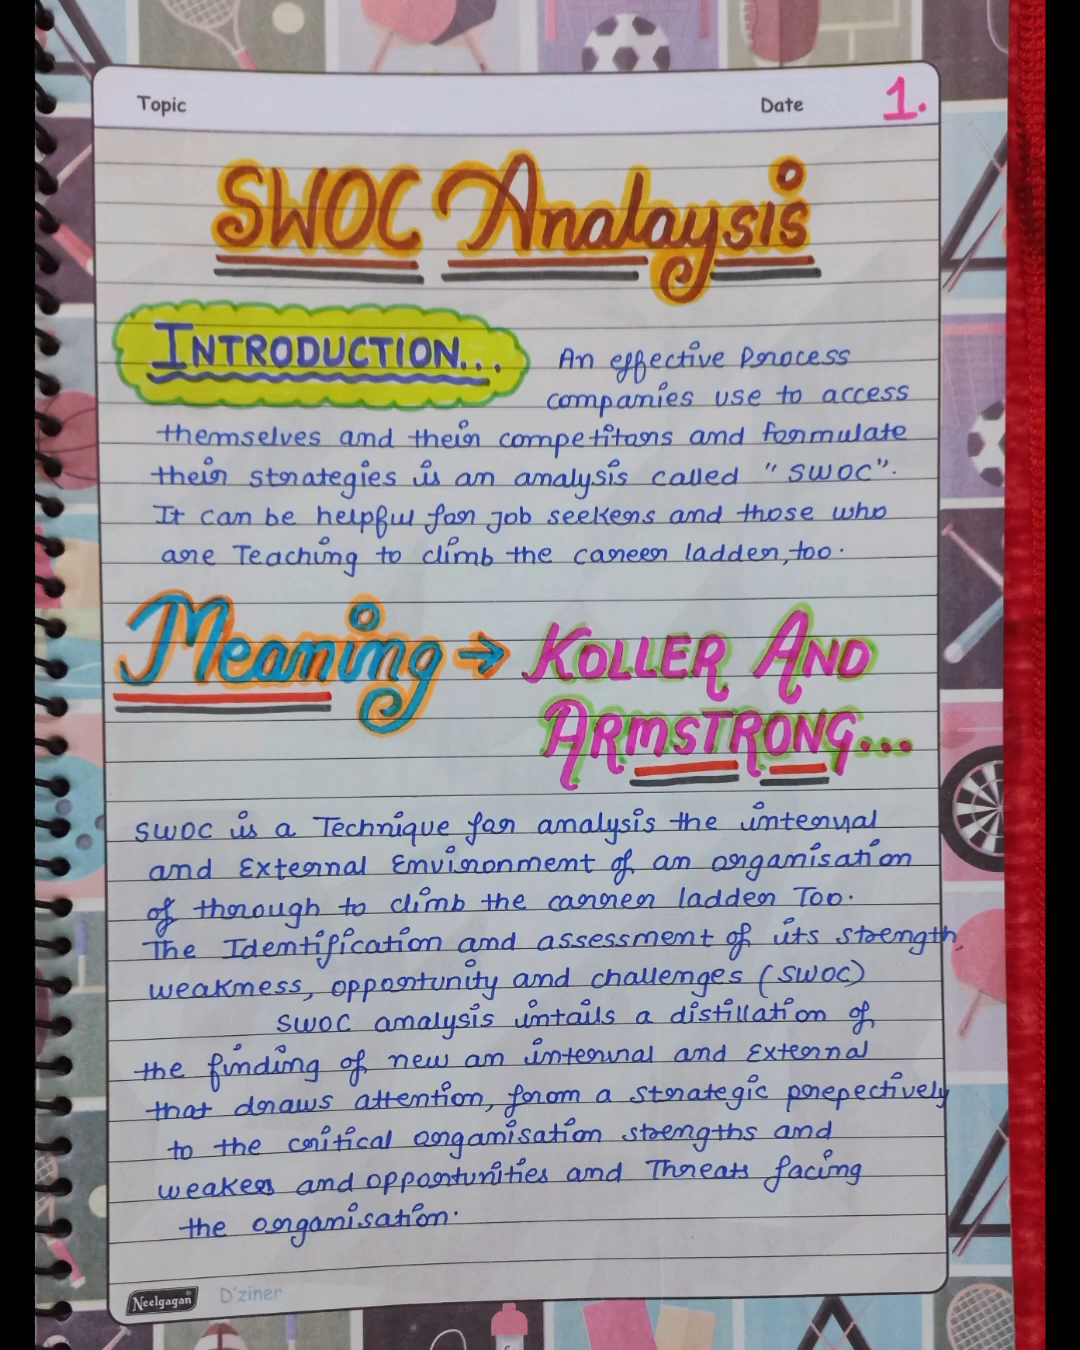 Topic
Date
1.
SWOC Analaysis
INTRODUCTION...
An effective Process
companies use to access
themselves and their competitors and formulate
their strategies is an analysis called "SWOC".
It can be helpful for job seekers and those who
are Teaching to climb the career ladder, too.
Meaning → KOLLER AND
ARMSTRONG...
SWOC is a Technique for analysis the internal
and External Environment of an organisation
of through to climb the carrer ladder Too.
The Identification and assessment of its strength,
weakness, opportunity and challenges (SWOC)
SWOC analysis intails a distillation of
the finding of new an interinal and External
that draws attention, from a strategic prepectively
to the critical organisation strengths and
weakers and opportunities and Threats facing
the organisation.
Neelgagan
D'ziner